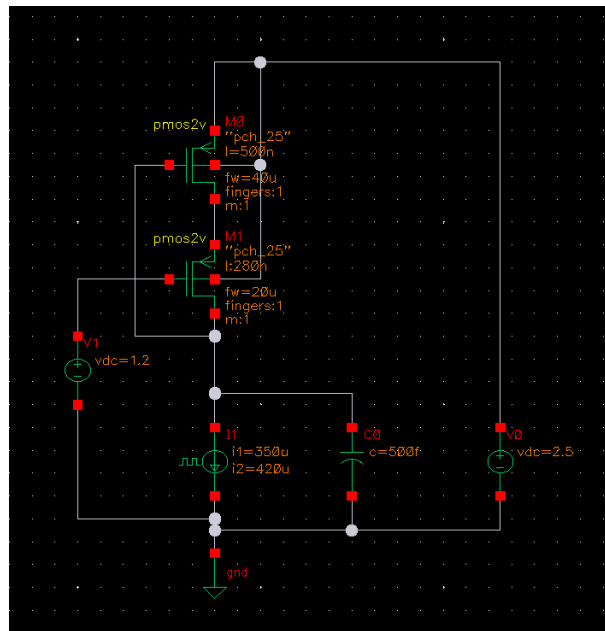 pmos2v
M0
"pch_25"
l=500n
fw=40u
fingers:1
m:1
pmos2v
M1
"pch_25"
l:280n
fw=20u
fingers:1
m:1
V1
vdc=1.2
I1
i1=350u
i2=420u
C0
c=500f
V0
vdc=2.5
gnd